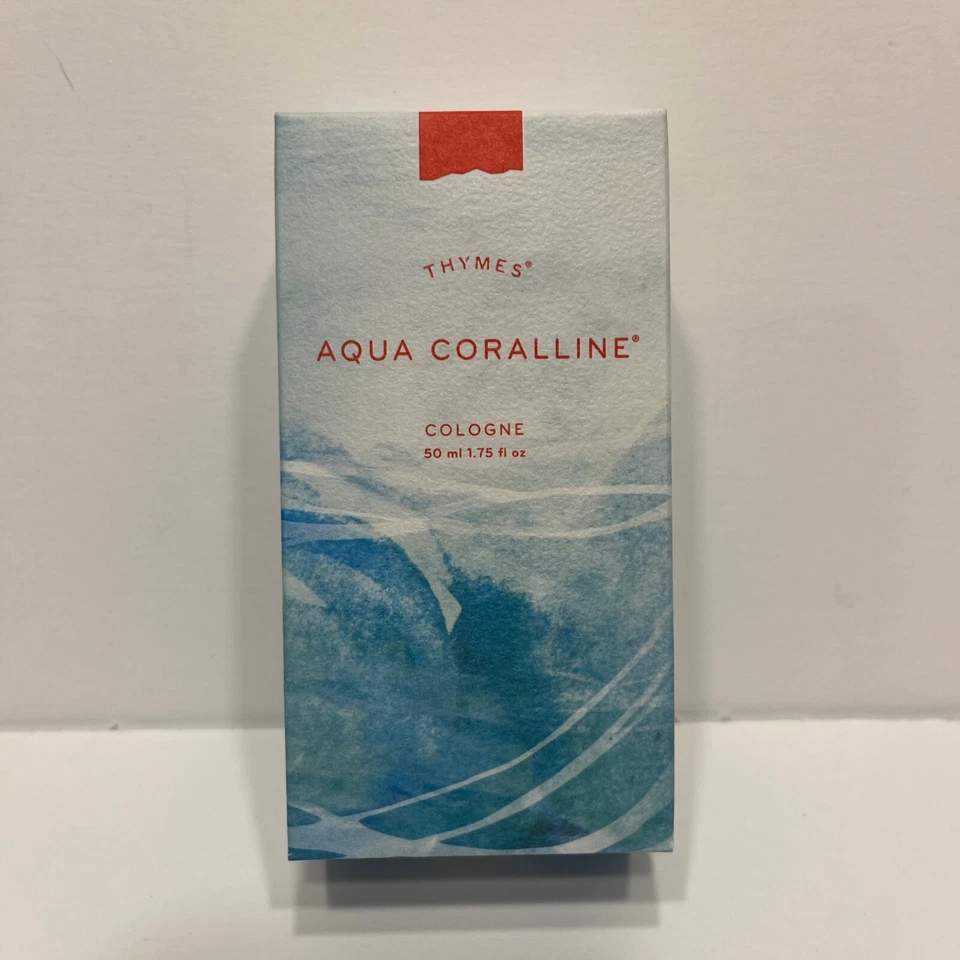 THYMES®
AQUA CORALLINE®
COLOGNE
50 ml 1.75 fl oz